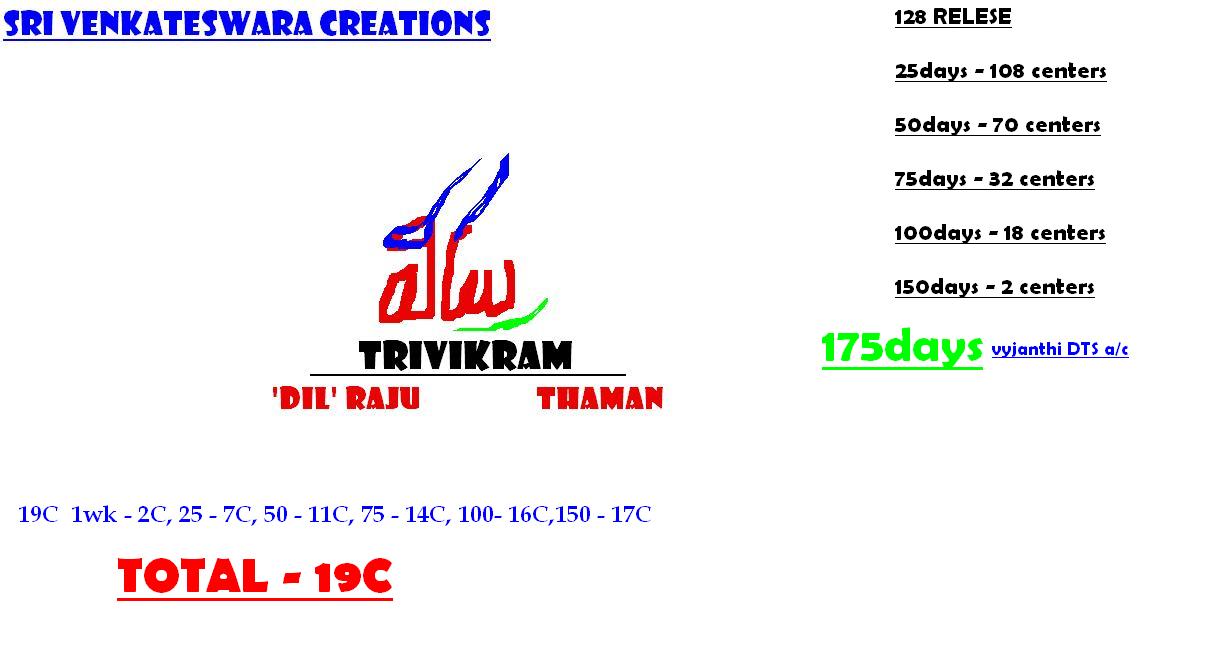 SRI VENKATESWARA CREATIONS
128 RELESE
25days - 108 centers
50days - 70 centers
75days - 32 centers
100days - 18 centers
150days - 2 centers
175days vyjanthi DTS a/c
TRIVIKRAM
'DIL' RAJU THAMAN
19C 1wk - 2C, 25 - 7C, 50 - 11C, 75 - 14C, 100- 16C,150 - 17C
TOTAL - 19C